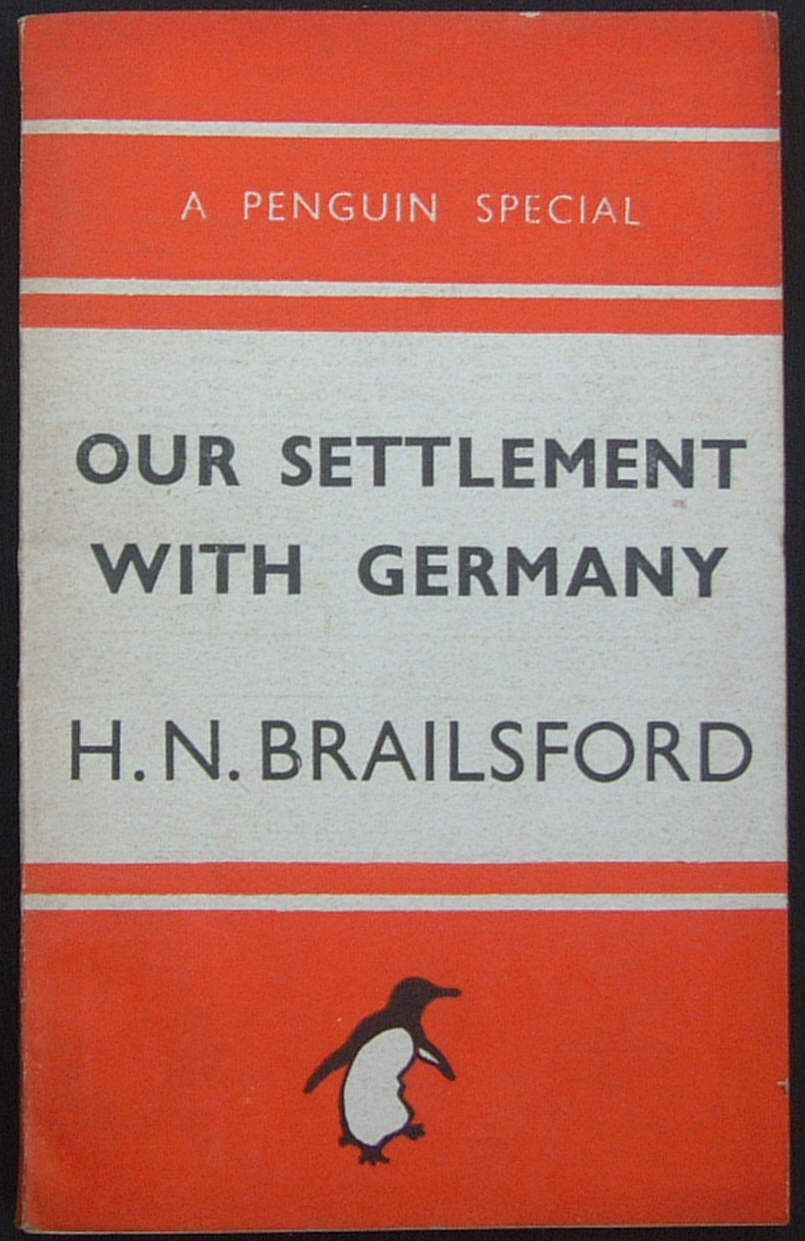 A PENGUIN SPECIAL
OUR SETTLEMENT
WITH GERMANY
H. N. BRAILSFORD